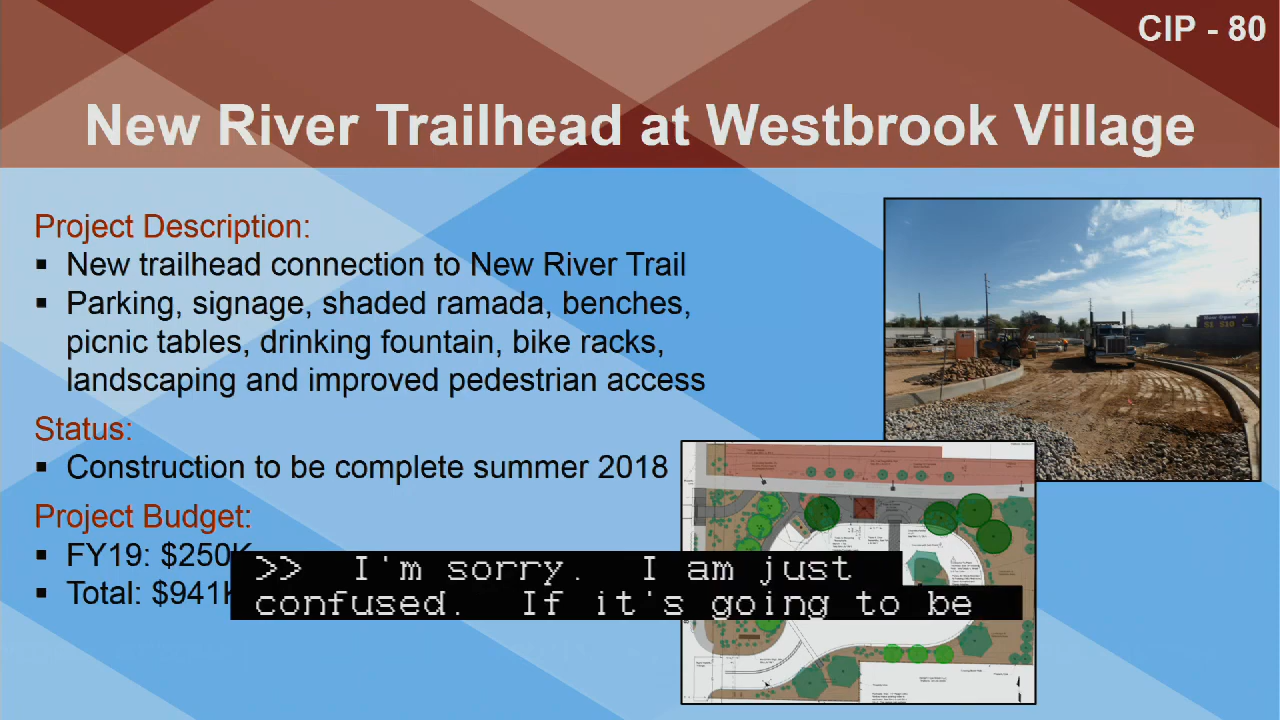 CIP - 80
New River Trailhead at Westbrook Village
Project Description:
▪ New trailhead connection to New River Trail
▪ Parking, signage, shaded ramada, benches,
picnic tables, drinking fountain, bike racks,
landscaping and improved pedestrian access
Status:
▪ Construction to be complete summer 2018
Project Budget:
▪ FY19: $250K
▪ Total: $941K
>> I'm sorry. I am just
confused. If it's going to be